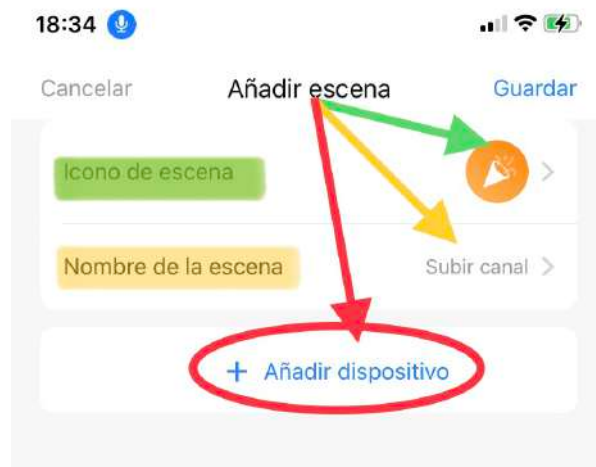 18:34
Cancelar Añadir escena Guardar
Icono de escena
Nombre de la escena Subir canal
+ Añadir dispositivo